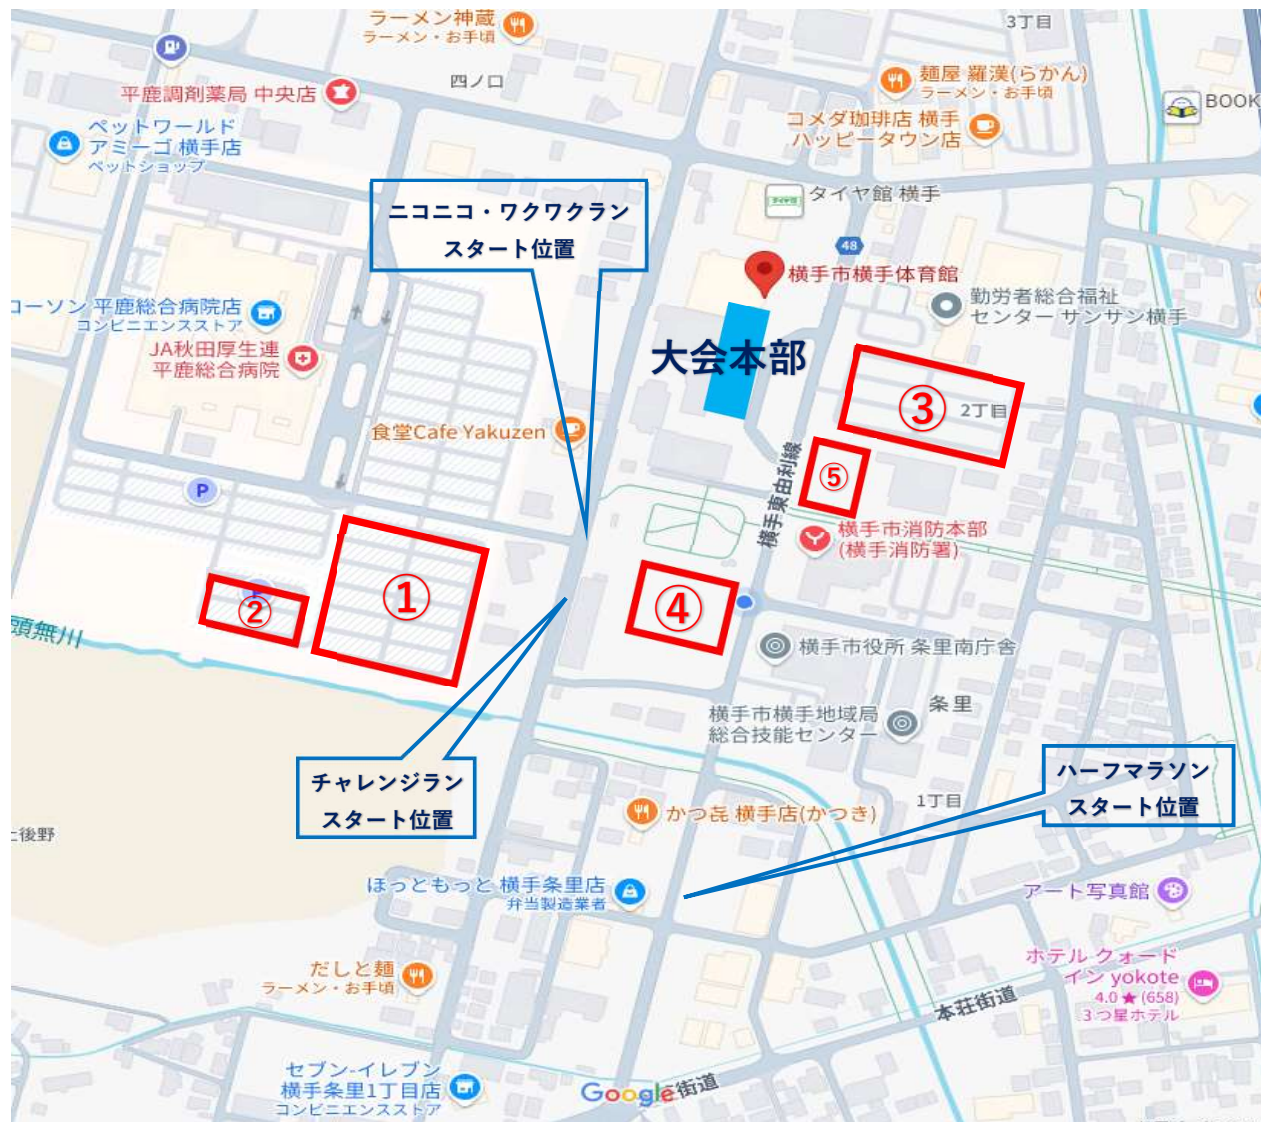 ラーメン神蔵
ラーメン・お手頃
3丁目
四ノ口
麺屋 羅漢(らかん)
ラーメン・お手頃
平鹿調剤薬局 中央店
BOOK
コメダ珈琲店 横手
ハッピータウン店
ペットワールド
アミーゴ 横手店
ペットショップ
タイヤ館 横手
ニコニコ・ワクワクラン
スタート位置
48
横手市横手体育館
勤労者総合福祉
センター サンサン横手
ローソン 平鹿総合病院店
コンビニエンスストア
JA秋田厚生連
平鹿総合病院
大会本部
③
2丁目
食堂Cafe Yakuzen
横手東由利線
⑤
P
横手市消防本部
(横手消防署)
①
②
④
頭無川
横手市役所 条里南庁舎
条里
横手市横手地域局
総合技能センター
チャレンジラン
スタート位置
ハーフマラソン
スタート位置
1丁目
かつ㐂 横手店(かつき)
後野
ほっともっと 横手条里店
弁当製造業者
アート写真館
だしと麺
ラーメン・お手頃
ホテル クォード
イン yokote
4.0 ★ (658)
3つ星ホテル
本荘街道
セブン-イレブン
横手条里1丁目店
コンビニエンスストア
Google
街道